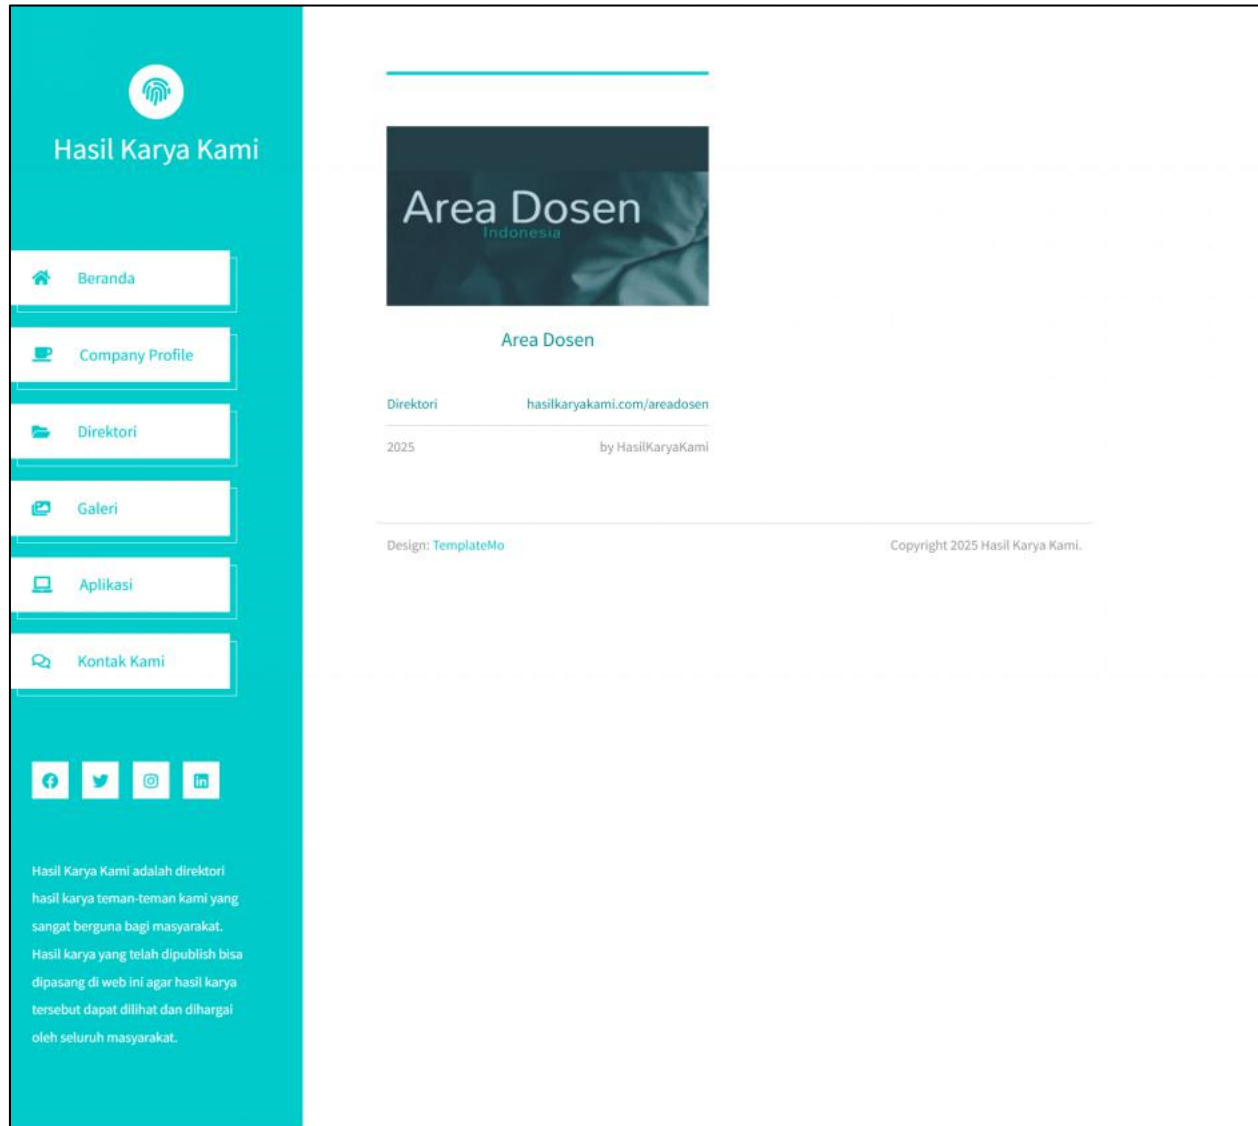 Hasil Karya Kami
Beranda
Company Profile
Direktori
Galeri
Aplikasi
Kontak Kami
Hasil Karya Kami adalah direktori
hasil karya teman-teman kami yang
sangat berguna bagi masyarakat.
Hasil karya yang telah dipublish bisa
dipasang di web ini agar hasil karya
tersebut dapat dilihat dan dihargai
oleh seluruh masyarakat.
Area Dosen
Indonesia
Area Dosen
Direktori hasilkaryakami.com/areadosen
2025 by HasilKaryaKami
Design: TemplateMo Copyright 2025 Hasil Karya Kami.